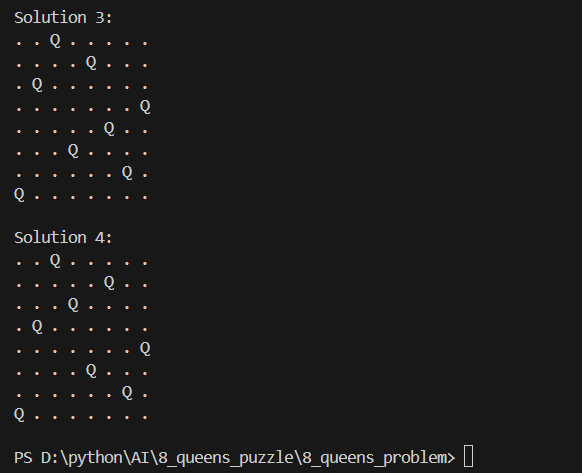 Solution 3:
. . Q . . . . .
. . . . Q . . .
. Q . . . . . .
. . . . . . . Q
. . . . . Q . .
. . . Q . . . .
. . . . . . Q .
Q . . . . . . .
Solution 4:
. . Q . . . . .
. . . . . Q . .
. . . Q . . . .
. Q . . . . . .
. . . . . . . Q
. . . . Q . . .
. . . . . . Q .
Q . . . . . . .
PS D:\python\AI\8_queens_puzzle\8_queens_problem>